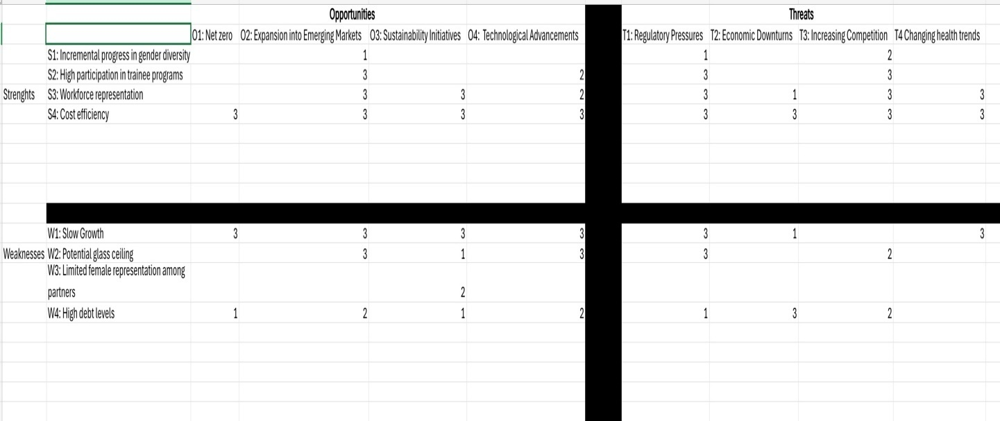 Opportunities Threats
O1: Net zero O2: Expansion into Emerging Markets O3: Sustainability Initiatives O4: Technological Advancements T1: Regulatory Pressures T2: Economic Downturns T3: Increasing Competition T4 Changing health trends
S1: Incremental progress in gender diversity 1 1 2
S2: High participation in trainee programs 3 2 3 3
Strenghts S3: Workforce representation 3 3 2 3 1 3 3
S4: Cost efficiency 3 3 3 3 3 3 3 3
W1: Slow Growth 3 3 3 3 3 1 3
Weaknesses W2: Potential glass ceiling 3 1 3 3 2
W3: Limited female representation among
partners 2
W4: High debt levels 1 2 1 2 1 3 2